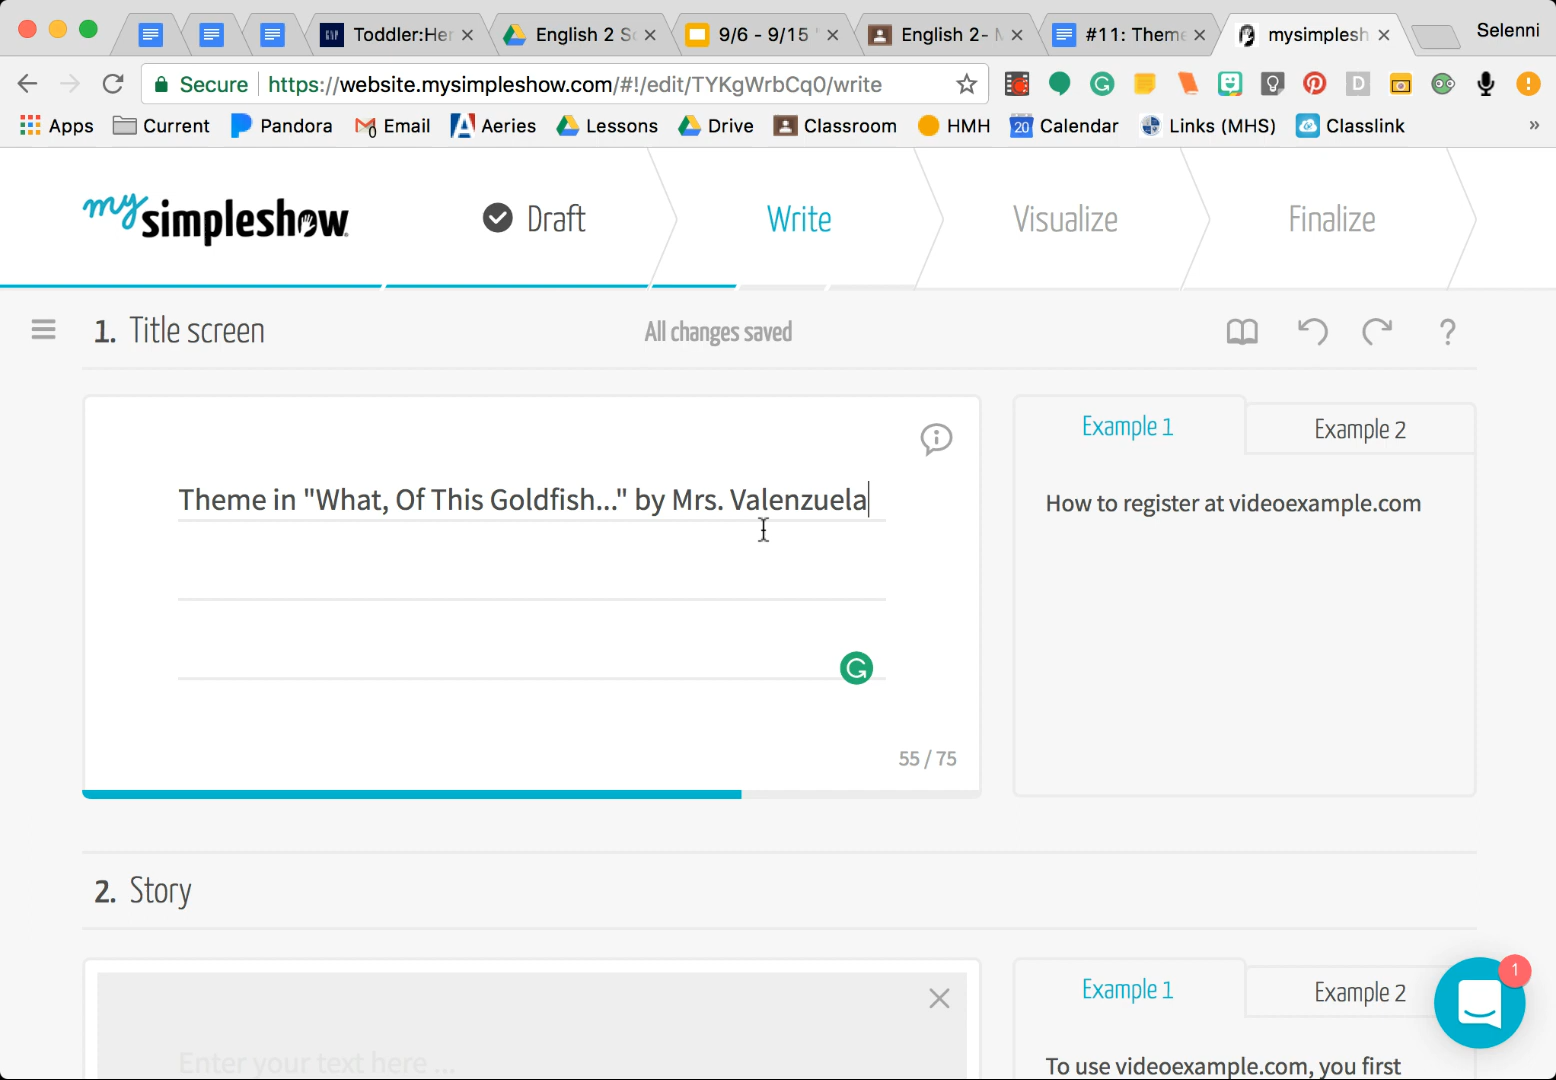 Toddler:Her
English 2 Sc
9/6 - 9/15
English 2- M
#11: Theme
mysimplesh
Selenni
Secure https://website.mysimpleshow.com/#!/edit/TYKgWrbCq0/write
Apps Current Pandora Email Aeries Lessons Drive Classroom HMH Calendar Links (MHS) Classlink »
20
mysimpleshow
Draft
Write
Visualize
Finalize
1. Title screen
All changes saved
?
Example 1
Example 2
Theme in "What, Of This Goldfish..." by Mrs. Valenzuela
How to register at videoexample.com
55 / 75
2. Story
Example 1
Example 2
1
Enter your text here ...
To use videoexample.com, you first